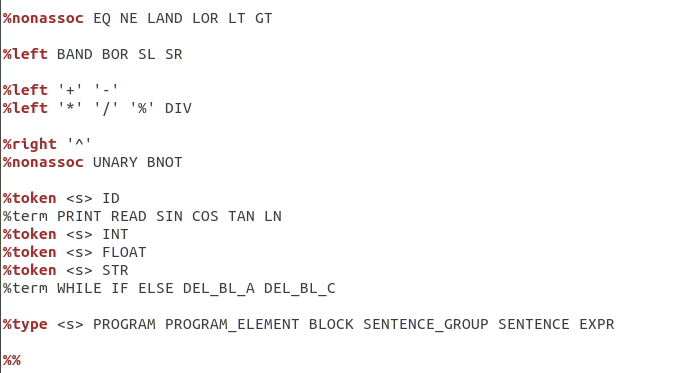 %nonassoc EQ NE LAND LOR LT GT
%left BAND BOR SL SR
%left '+' '-'
%left '*' '/' '%' DIV
%right '^'
%nonassoc UNARY BNOT
%token <s> ID
%term PRINT READ SIN COS TAN LN
%token <s> INT
%token <s> FLOAT
%token <s> STR
%term WHILE IF ELSE DEL_BL_A DEL_BL_C
%type <s> PROGRAM PROGRAM_ELEMENT BLOCK SENTENCE_GROUP SENTENCE EXPR
%%